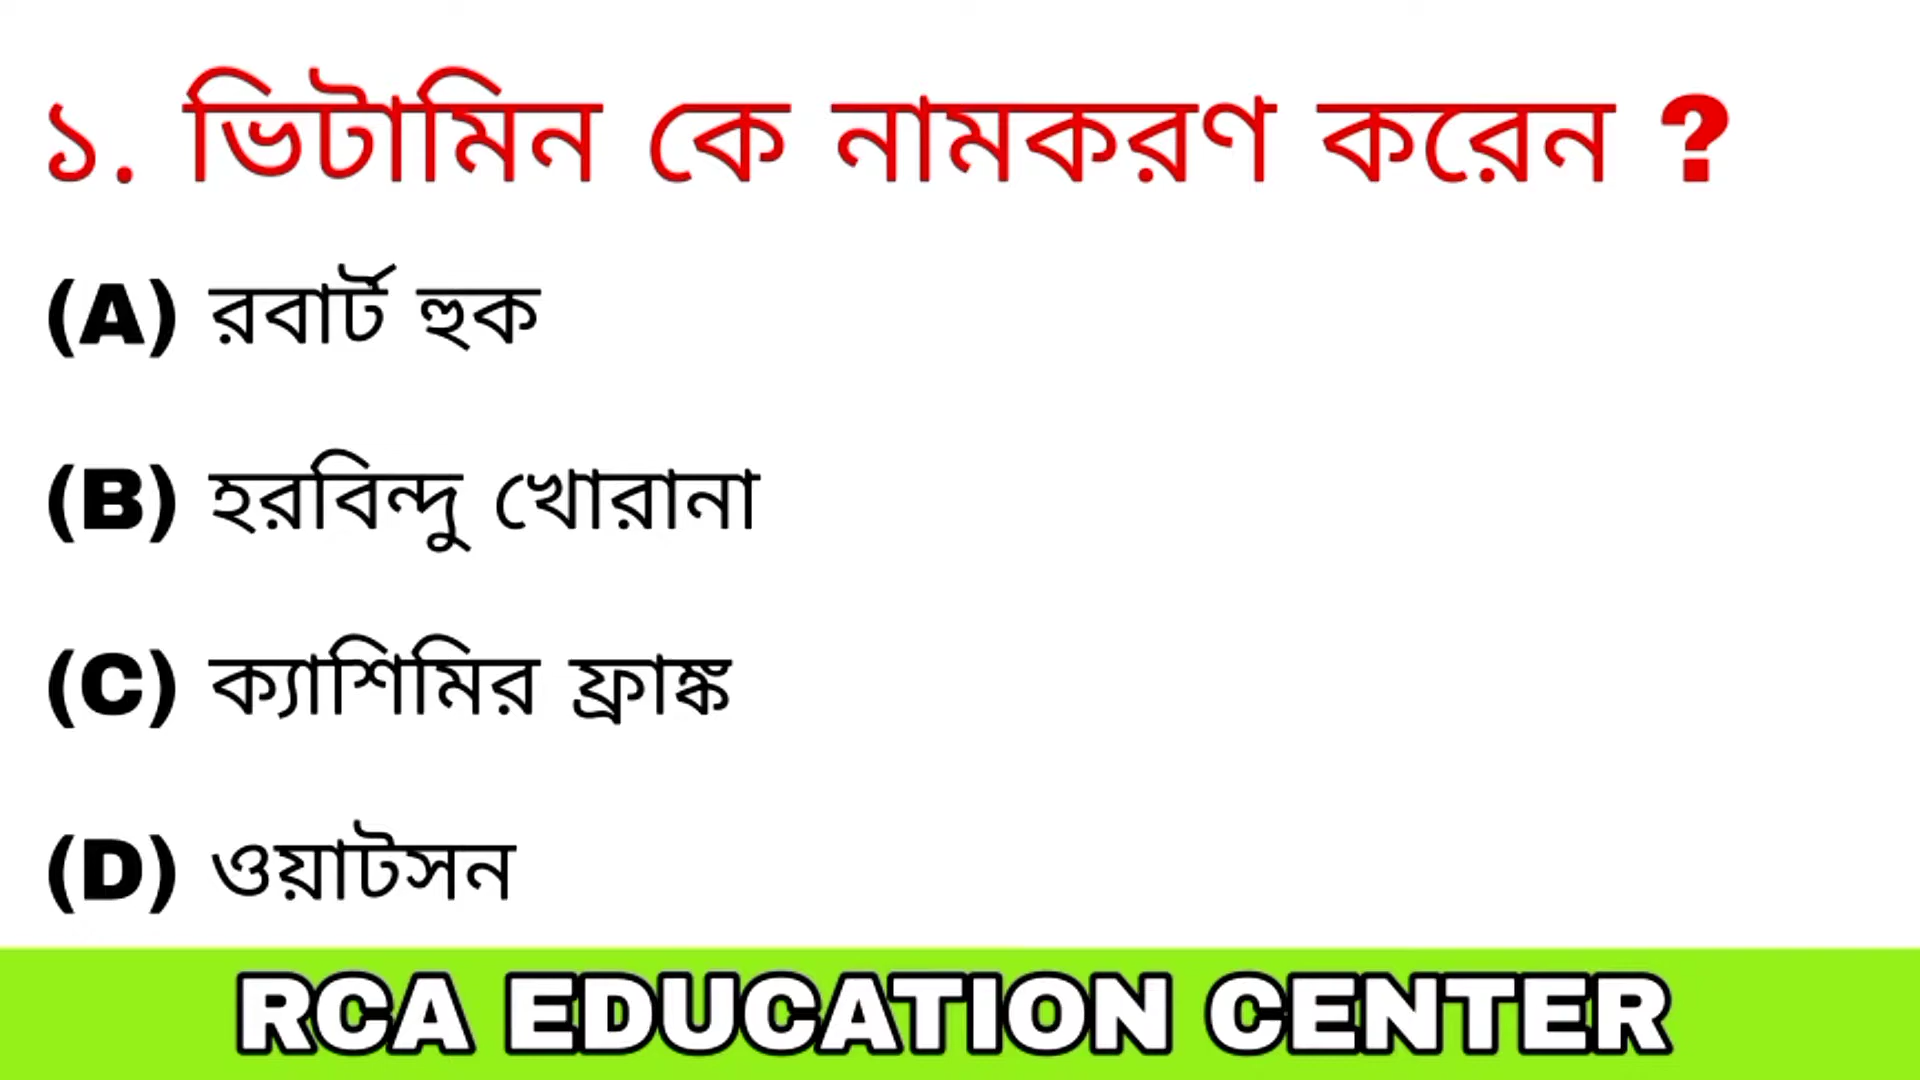 ১. ভিটামিন কে নামকরণ করেন ?
(A) রবার্ট হুক
(B) হরবিন্দু খোরানা
(C) ক্যাশিমির ফ্রাঙ্ক
(D) ওয়াটসন
RCA EDUCATION CENTER